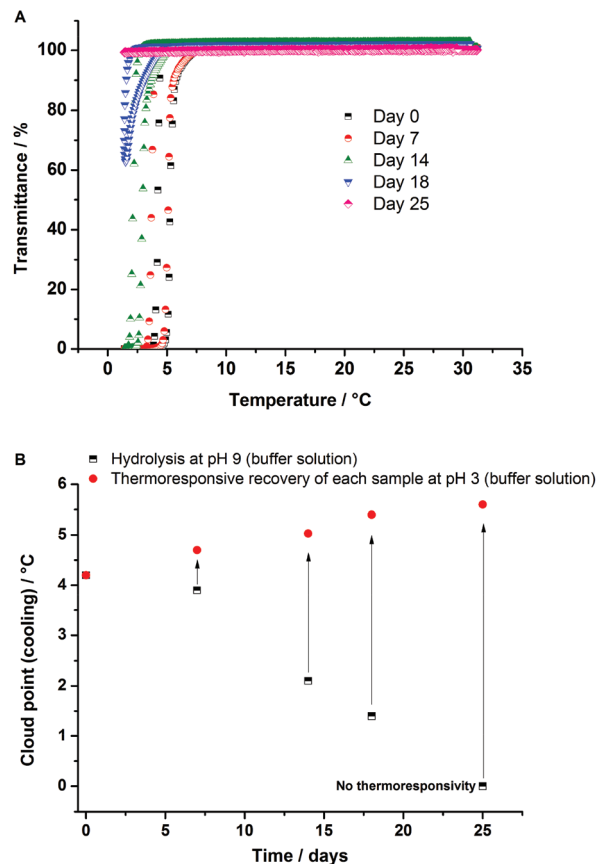 A
100
80
60
40
20
0
Transmittance / %
Day 0
Day 7
Day 14
Day 18
Day 25
0 5 10 15 20 25 30 35
Temperature / °C
B
Hydrolysis at pH 9 (buffer solution)
Thermoresponsive recovery of each sample at pH 3 (buffer solution)
6
5
4
3
2
1
0
Cloud point (cooling) / °C
No thermoresponsivity
0 5 10 15 20 25
Time / days